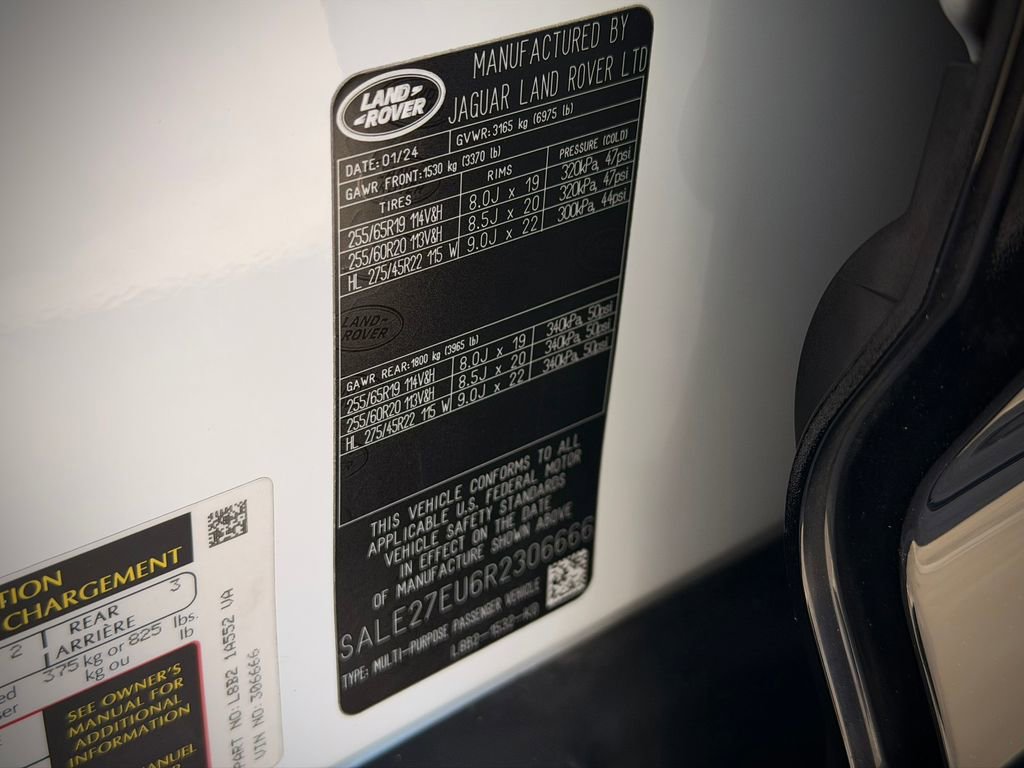 LAND-
-ROVER
MANUFACTURED BY
JAGUAR LAND ROVER LTD
DATE: 01/24
GVWR: 3165 kg (6975 lb)
GAWR FRONT: 1530 kg (3370 lb)
TIRES RIMS PRESSURE (COLD)
255/65R19 114V&H 8.0J x 19 320kPa, 47psi
255/60R20 113V&H 8.5J x 20 320kPa, 47psi
HL 275/45R22 115 W 9.0J x 22 300kPa, 44psi
LAND-
ROVER
GAWR REAR: 1800 kg (3965 lb)
255/65R19 114V&H 8.0J x 19 340kPa, 50psi
255/60R20 113V&H 8.5J x 20 340kPa, 50psi
HL 275/45R22 115 W 9.0J x 22 340kPa, 50psi
THIS VEHICLE CONFORMS TO ALL
APPLICABLE U.S. FEDERAL MOTOR
VEHICLE SAFETY STANDARDS
IN EFFECT ON THE DATE
OF MANUFACTURE SHOWN ABOVE
SALE27EU6R2306666
TYPE: MULTI-PURPOSE PASSENGER VEHICLE
L8B2-1532-KD
TION
CHARGEMENT
2 REAR 3
ARRIÈRE
375 kg or 825 lbs.
kg ou lb
SEE OWNER'S
MANUAL FOR
ADDITIONAL
INFORMATION
MANUEL
PART NO: L8B2 1A552 VA
VIN NO: 306666